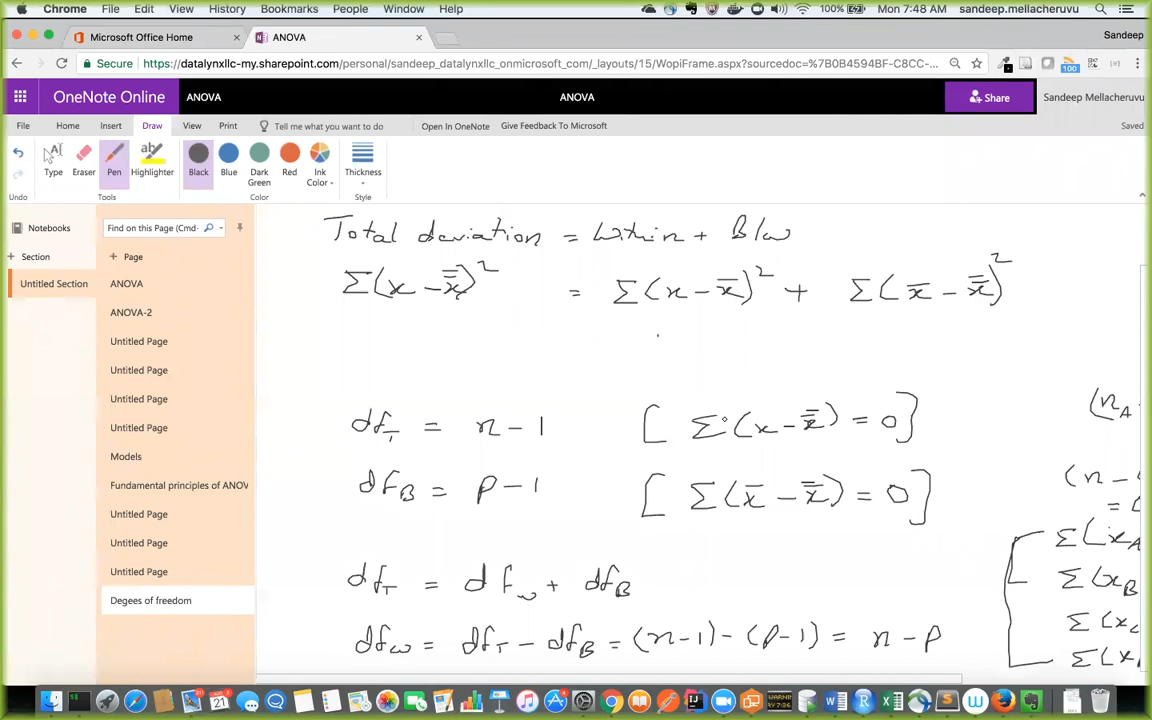 Chrome File Edit View History Bookmarks People Window Help 100% Mon 7:48 AM sandeep.mellacheruvu
Microsoft Office Home ANOVA Sandeep
Secure https://datalynxllc-my.sharepoint.com/personal/sandeep_datalynxllc_onmicrosoft_com/_layouts/15/WopiFrame.aspx?sourcedoc=%7B0B4594BF-C8CC-... 100
OneNote Online ANOVA ANOVA Share Sandeep Mellacheruvu
File Home Insert Draw View Print Tell me what you want to do Open In OneNote Give Feedback To Microsoft Saved
Type Eraser Pen Highlighter Black Blue Dark Green Red Ink Color Thickness
Undo Tools Color Style
Notebooks Find on this Page (Cmd-
Section Page
Untitled Section ANOVA
ANOVA-2
Untitled Page
Untitled Page
Untitled Page
Untitled Page
Models
Fundamental principles of ANOV
Untitled Page
Untitled Page
Untitled Page
Degees of freedom
Total deviation = within + B/w
Σ(x − x̿)² = Σ(x − x̅)² + Σ(x̅ − x̿)²
df_T = n − 1 [Σ(x − x̿) = 0] (n_A
df_B = p − 1 [Σ(x̅ − x̿) = 0] (n −
=
Σ(x_A
df_T = df_w + df_B Σ(x_B
Σ(x_C
df_w = df_T − df_B = (n−1) − (p−1) = n − p Σ(x
21